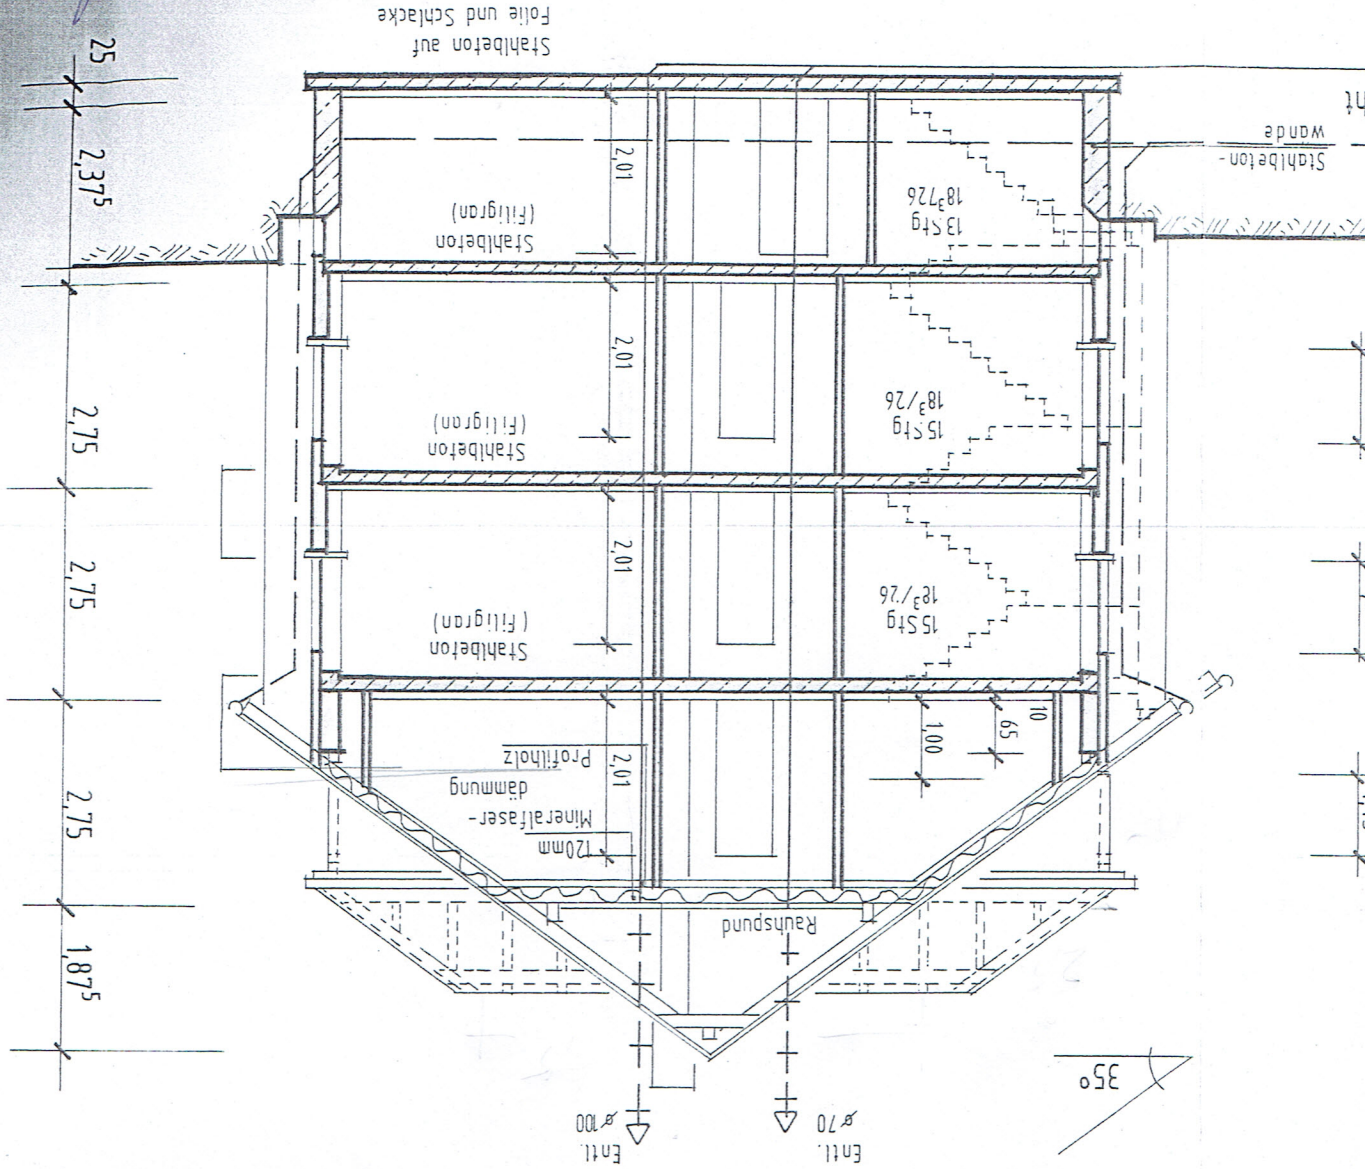 Entl.
ø 70
Entl.
ø 100
35°
Rauhspund
120mm
Mineralfaser-
dämmung
Profilholz
2,01
1,00
65
10
Stahlbeton
(Filigran)
2,01
15 Stg
18³/26
Stahlbeton
(Filigran)
2,01
15 Stg
18³/26
Stahlbeton
(Filigran)
2,01
13 Stg
18³/26
Stahlbeton-
wände
Stahlbeton auf
Folie und Schlacke
1,87⁵
2,75
2,75
2,75
2,37⁵
25